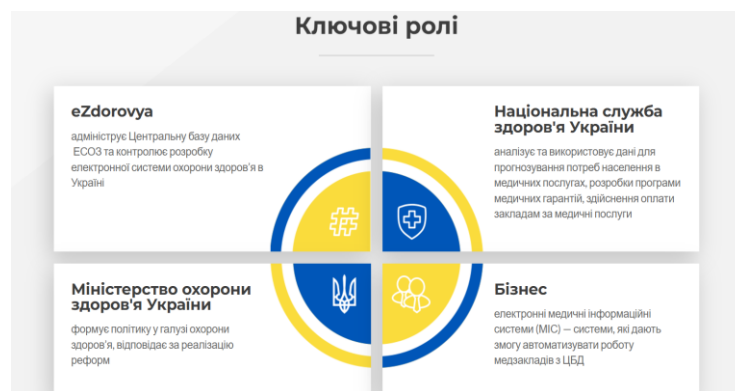 Ключові ролі
eZdorovya
адмініструє Центральну базу даних
ЕСОЗ та контролює розробку
електронної системи охорони здоров'я в
Україні
Національна служба
здоров'я України
аналізує та використовує дані для
прогнозування потреб населення в
медичних послугах, розробки програми
медичних гарантій, здійснення оплати
закладам за медичні послуги
Міністерство охорони
здоров'я України
формує політику у галузі охорони
здоров'я, відповідає за реалізацію
реформ
Бізнес
електронні медичні інформаційні
системи (МІС) — системи, які дають
змогу автоматизувати роботу
медзакладів з ЦБД